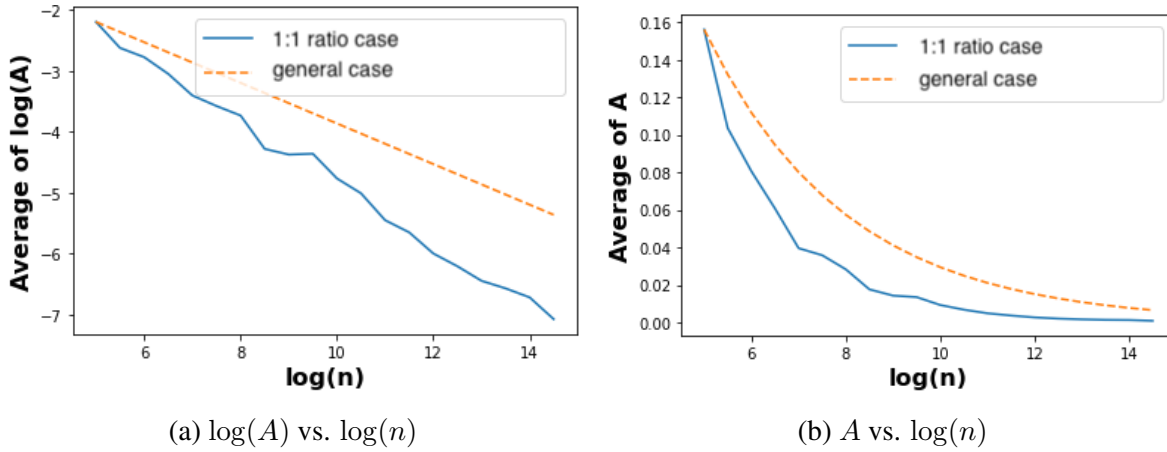 −2
−3
−4
−5
−6
−7
6
8
10
12
14
Average of log(A)
log(n)
1:1 ratio case
general case
(a) log(A) vs. log(n)
0.16
0.14
0.12
0.10
0.08
0.06
0.04
0.02
0.00
6
8
10
12
14
Average of A
log(n)
1:1 ratio case
general case
(b) A vs. log(n)